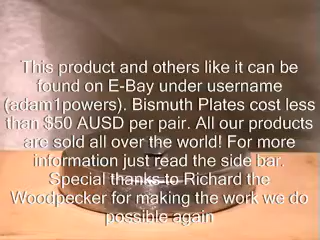 This product and others like it can be
found on E-Bay under username
(adam1powers). Bismuth Plates cost less
than $50 AUSD per pair. All our products
are sold all over the world! For more
information just read the side bar.
Special thanks to Richard the
Woodpecker for making the work we do
possible again